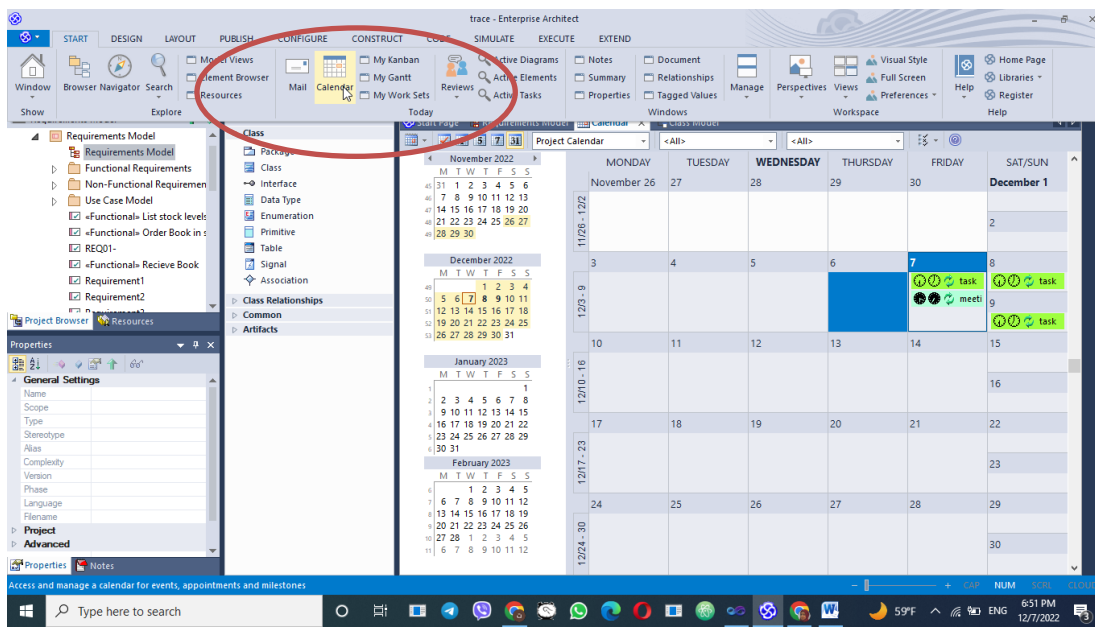 trace - Enterprise Architect
START DESIGN LAYOUT PUBLISH CONFIGURE CONSTRUCT CODE SIMULATE EXECUTE EXTEND
Window
Browser Navigator Search
Model Views
Element Browser
Resources
Mail Calendar
My Kanban
My Gantt
My Work Sets
Reviews
Active Diagrams
Active Elements
Active Tasks
Notes
Summary
Properties
Document
Relationships
Tagged Values
Manage
Perspectives Views
Visual Style
Full Screen
Preferences
Help
Home Page
Libraries
Register
Show Explore Today Windows Workspace Help
Requirements Model
Requirements Model
Functional Requirements
Non-Functional Requiremen
Use Case Model
«Functional» List stock levels
«Functional» Order Book in s
REQ01-
«Functional» Recieve Book
Requirement1
Requirement2
Project Browser Resources
Properties
General Settings
Name
Scope
Type
Stereotype
Alias
Complexity
Version
Phase
Language
Filename
Project
Advanced
Properties Notes
Class
Package
Class
Interface
Data Type
Enumeration
Primitive
Table
Signal
Association
Class Relationships
Common
Artifacts
Start Page Requirements Model Calendar Class Model
5 7 31 Project Calendar <All> <All>
November 2022
M T W T F S S
45 31 1 2 3 4 5 6
46 7 8 9 10 11 12 13
47 14 15 16 17 18 19 20
48 21 22 23 24 25 26 27
49 28 29 30
December 2022
M T W T F S S
49 1 2 3 4
50 5 6 7 8 9 10 11
51 12 13 14 15 16 17 18
52 19 20 21 22 23 24 25
53 26 27 28 29 30 31
January 2023
M T W T F S S
1 1
2 2 3 4 5 6 7 8
3 9 10 11 12 13 14 15
4 16 17 18 19 20 21 22
5 23 24 25 26 27 28 29
6 30 31
February 2023
M T W T F S S
6 1 2 3 4 5
7 6 7 8 9 10 11 12
8 13 14 15 16 17 18 19
9 20 21 22 23 24 25 26
10 27 28 1 2 3 4 5
11 6 7 8 9 10 11 12
MONDAY TUESDAY WEDNESDAY THURSDAY FRIDAY SAT/SUN
11/26 - 12/2
November 26 27 28 29 30 December 1
2
12/3 - 9
3 4 5 6 7 8
task task
meeti 9
task
12/10 - 16
10 11 12 13 14 15
16
12/17 - 23
17 18 19 20 21 22
23
12/24 - 30
24 25 26 27 28 29
30
Access and manage a calendar for events, appointments and milestones
CAP NUM SCRL CLOU
Type here to search
59°F ENG 6:51 PM
12/7/2022
3